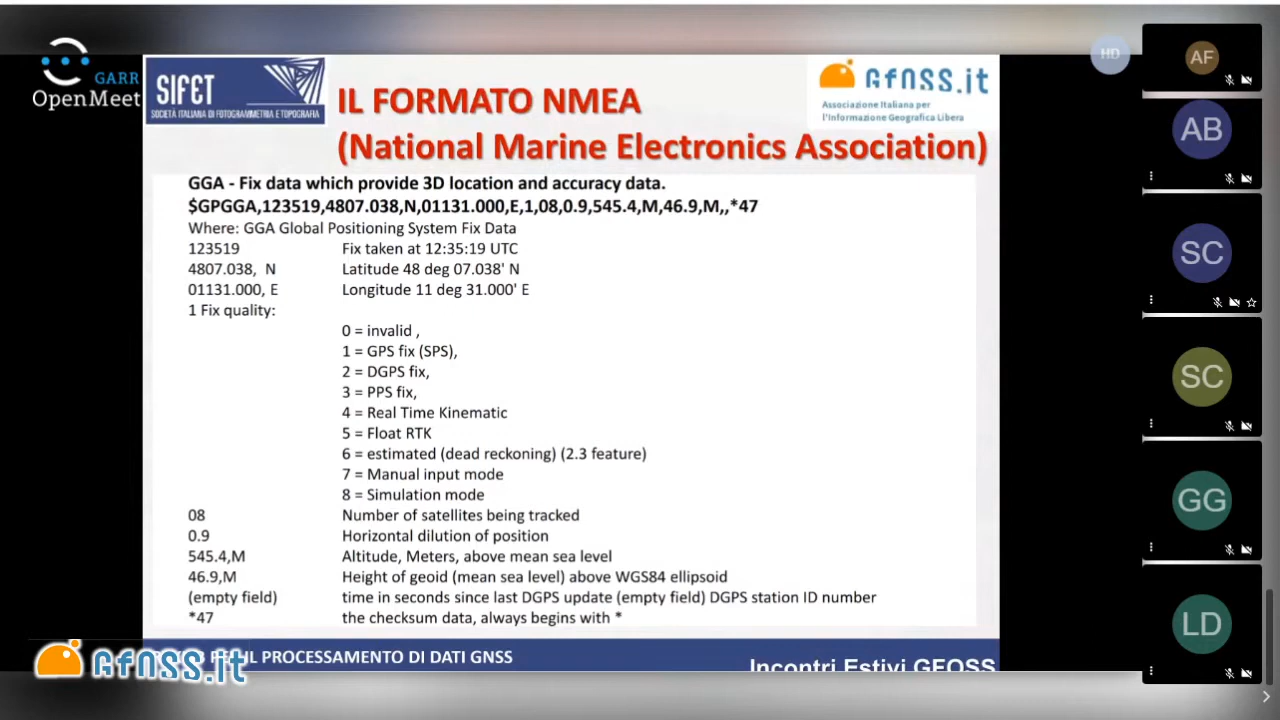 GARR
OpenMeet
SIFET
SOCIETÀ ITALIANA DI FOTOGRAMMETRIA E TOPOGRAFIA
IL FORMATO NMEA
(National Marine Electronics Association)
GFOSS.it
Associazione Italiana per
l'Informazione Geografica Libera
GGA - Fix data which provide 3D location and accuracy data.
$GPGGA,123519,4807.038,N,01131.000,E,1,08,0.9,545.4,M,46.9,M,,*47
Where: GGA Global Positioning System Fix Data
123519 Fix taken at 12:35:19 UTC
4807.038, N Latitude 48 deg 07.038' N
01131.000, E Longitude 11 deg 31.000' E
1 Fix quality:
0 = invalid ,
1 = GPS fix (SPS),
2 = DGPS fix,
3 = PPS fix,
4 = Real Time Kinematic
5 = Float RTK
6 = estimated (dead reckoning) (2.3 feature)
7 = Manual input mode
8 = Simulation mode
08 Number of satellites being tracked
0.9 Horizontal dilution of position
545.4,M Altitude, Meters, above mean sea level
46.9,M Height of geoid (mean sea level) above WGS84 ellipsoid
(empty field) time in seconds since last DGPS update (empty field) DGPS station ID number
*47 the checksum data, always begins with *
IL PROCESSAMENTO DI DATI GNSS
Incontri Estivi GFOSS
GFOSS.it
HD
AF
AB
SC
SC
GG
LD